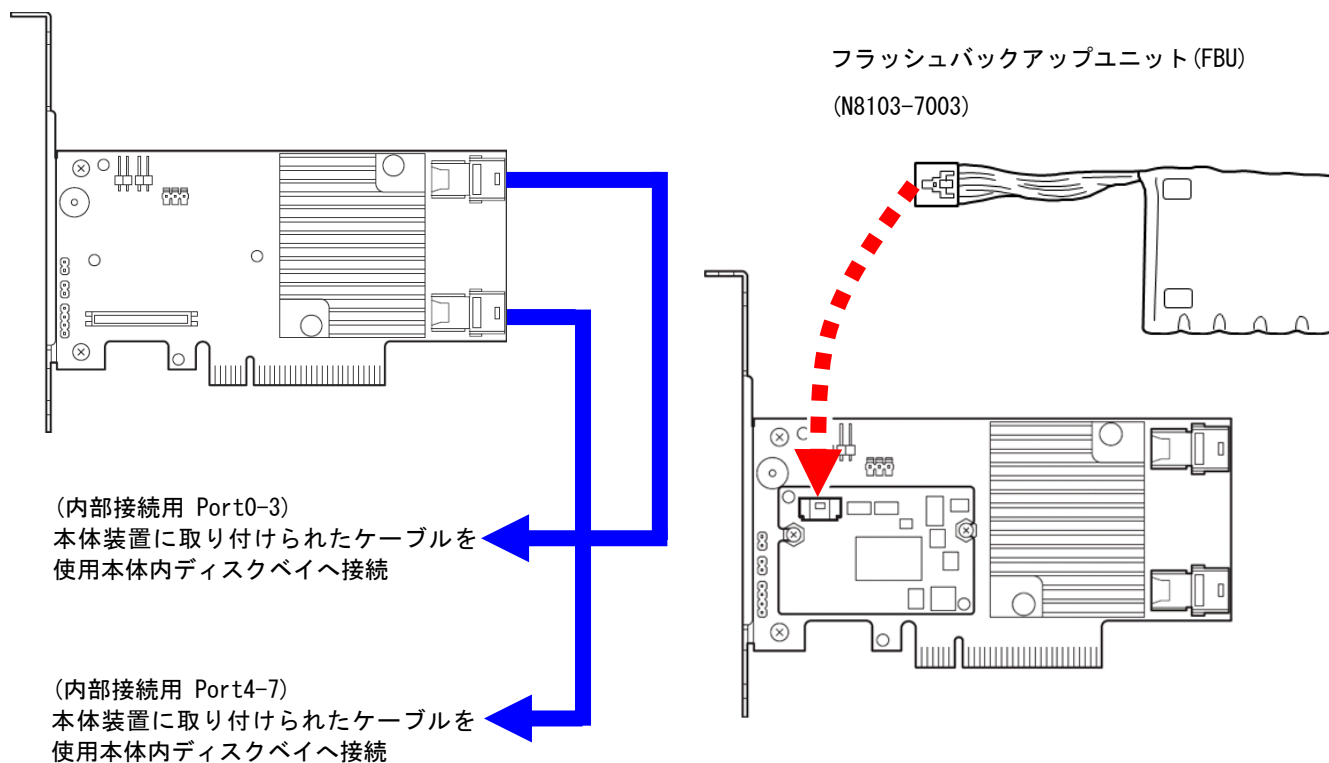 フラッシュバックアップユニット(FBU)
(N8103-7003)
(内部接続用 Port0-3)
本体装置に取り付けられたケーブルを
使用本体内ディスクベイへ接続
(内部接続用 Port4-7)
本体装置に取り付けられたケーブルを
使用本体内ディスクベイへ接続